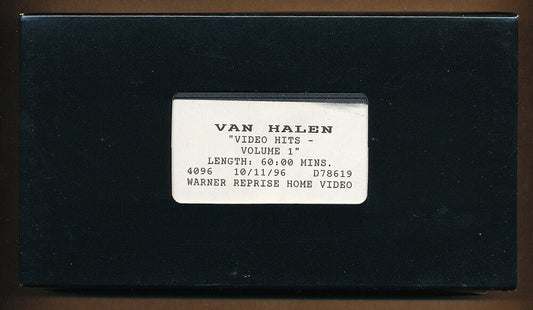 VAN HALEN
"VIDEO HITS -
VOLUME 1"
LENGTH: 60:00 MINS.
4096 10/11/96 D78619
WARNER REPRISE HOME VIDEO